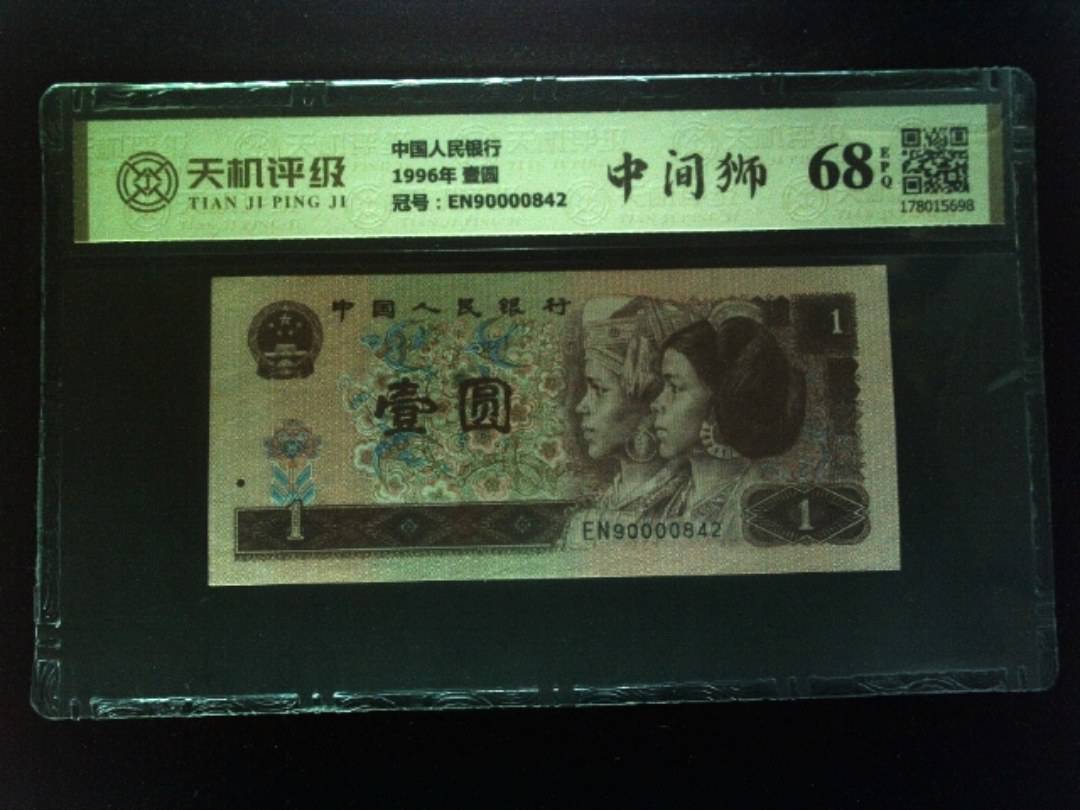 天机评级
TIAN JI PING JI
中国人民银行
1996年 壹圆
冠号：EN90000842
中间狮
68
EPQ
178015698
中国人民银行
1
壹圆
1
EN90000842
1